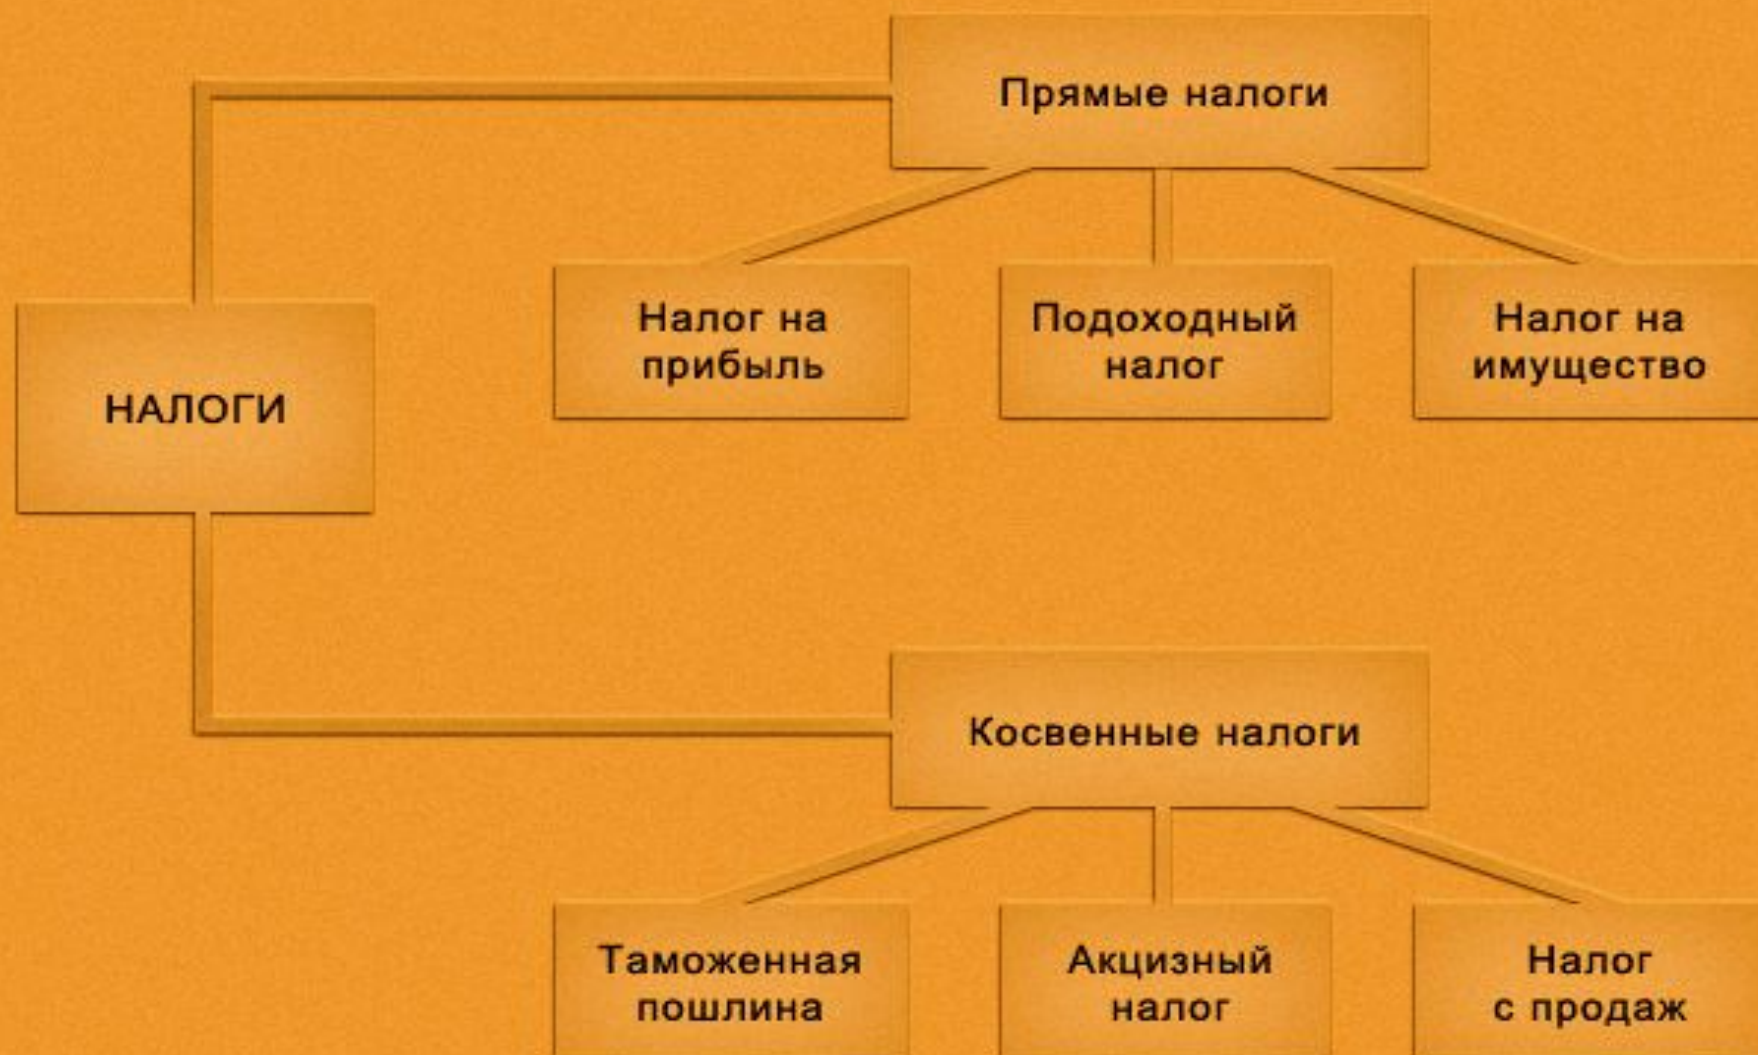 Прямые налоги
Налог на
прибыль
Подоходный
налог
Налог на
имущество
НАЛОГИ
Косвенные налоги
Таможенная
пошлина
Акцизный
налог
Налог
с продаж